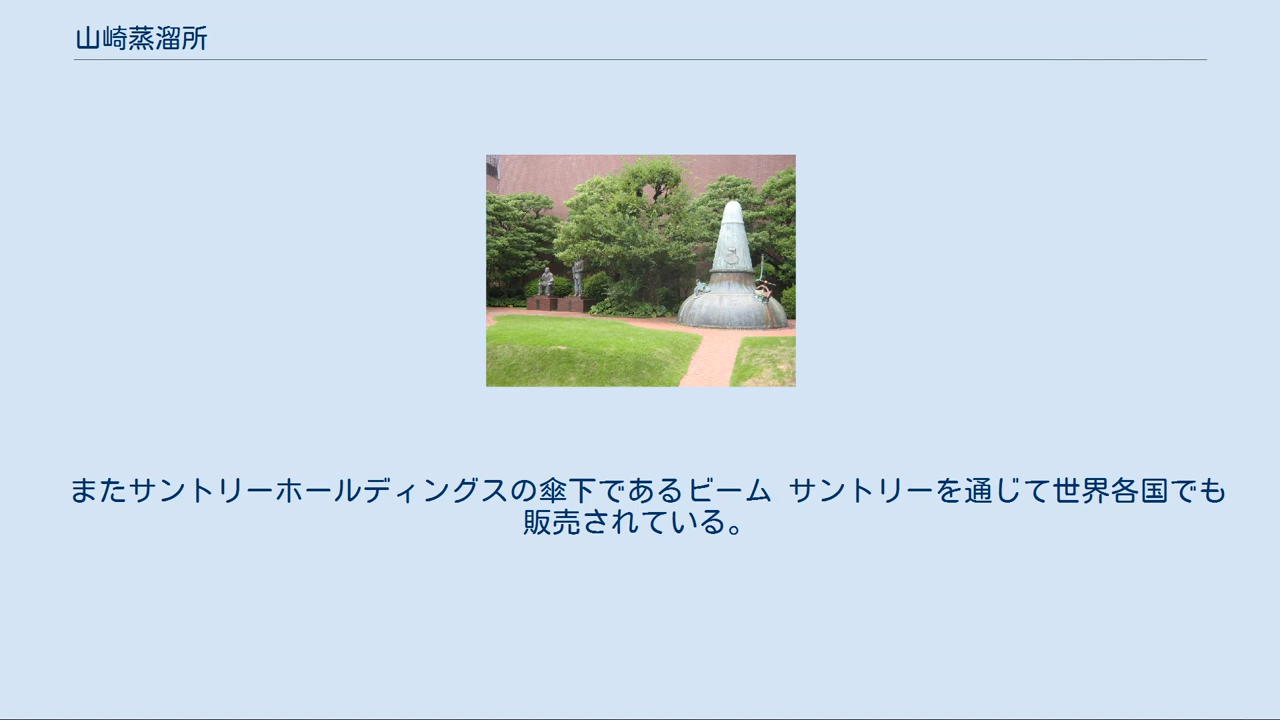 山崎蒸溜所
またサントリーホールディングスの傘下であるビーム サントリーを通じて世界各国でも
販売されている。